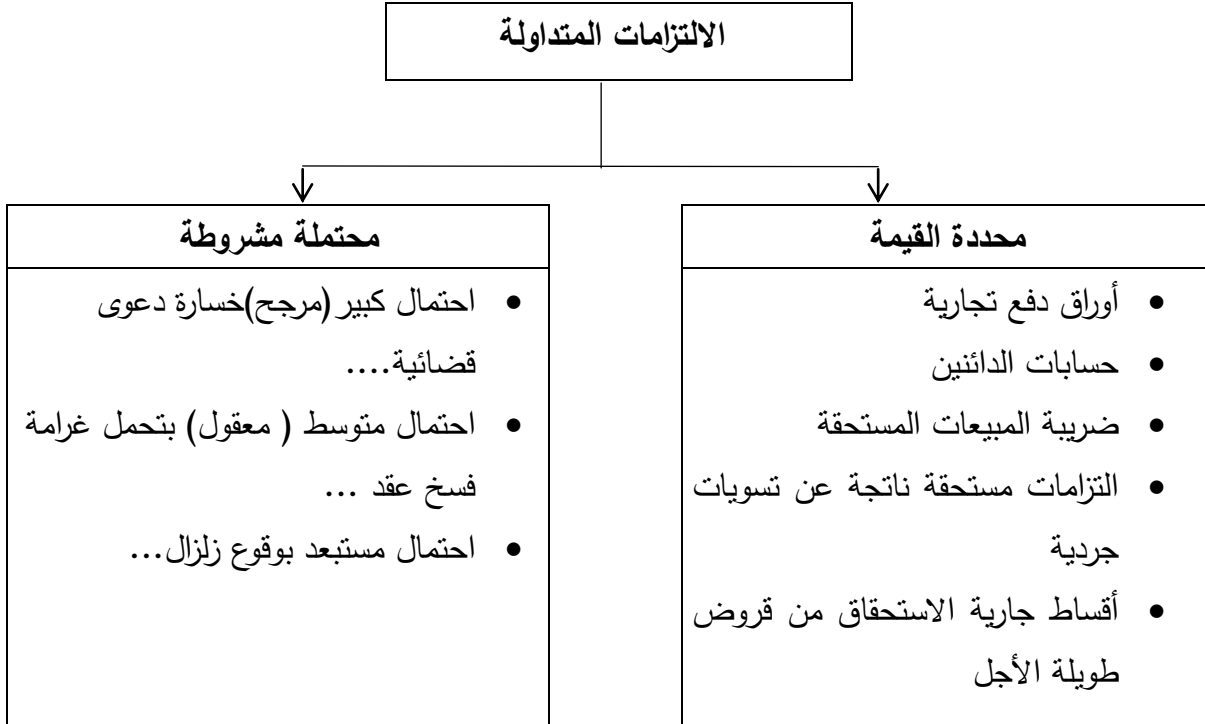 الالتزامات المتداولة
محددة القيمة
• أوراق دفع تجارية
• حسابات الدائنين
• ضريبة المبيعات المستحقة
• التزامات مستحقة ناتجة عن تسويات
جردية
• أقساط جارية الاستحقاق من قروض
طويلة الأجل
محتملة مشروطة
• احتمال كبير (مرجح)خسارة دعوى
قضائية....
• احتمال متوسط ( معقول) بتحمل غرامة
فسخ عقد ...
• احتمال مستبعد بوقوع زلزال...